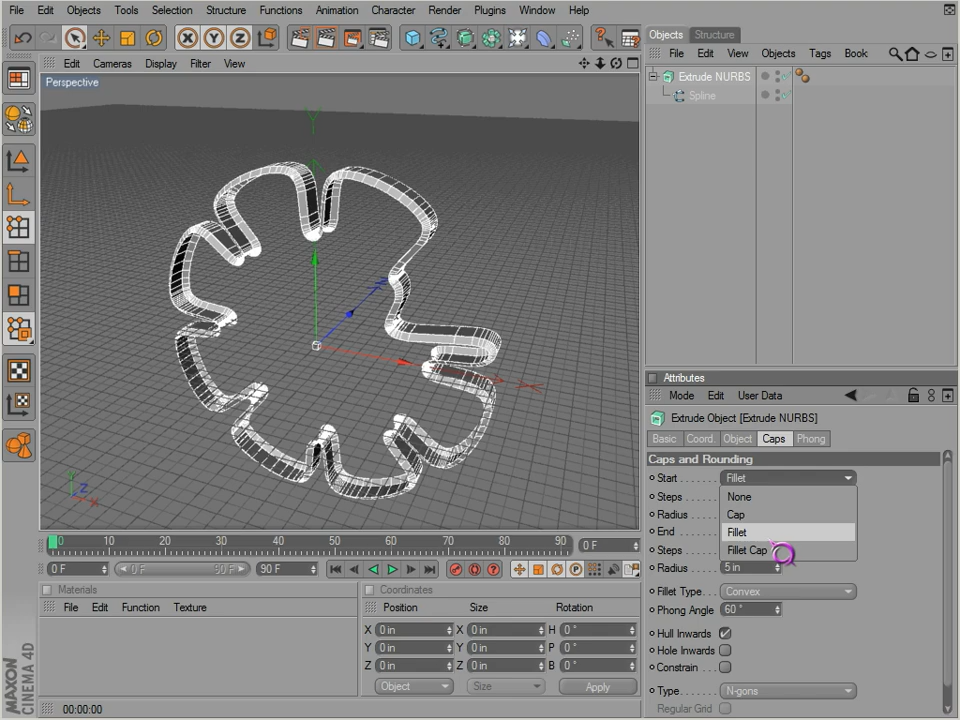 File Edit Objects Tools Selection Structure Functions Animation Character Render Plugins Window Help
Edit Cameras Display Filter View
Perspective
Y
Y
Z
X
0 10 20 30 40 50 60 70 80 90 0 F
0 F 0 F 90 F 90 F
Materials
File Edit Function Texture
Coordinates
Position Size Rotation
X 0 in X 0 in H 0 °
Y 0 in Y 0 in P 0 °
Z 0 in Z 0 in B 0 °
Object Size Apply
MAXON
CINEMA 4D
00:00:00
Objects Structure
File Edit View Objects Tags Book
Extrude NURBS
Spline
Attributes
Mode Edit User Data
Extrude Object [Extrude NURBS]
Basic Coord. Object Caps Phong
Caps and Rounding
Start Fillet
Steps None
Radius Cap
End Fillet
Steps Fillet Cap
Radius 5 in
Fillet Type Convex
Phong Angle 60 °
Hull Inwards
Hole Inwards
Constrain
Type N-gons
Regular Grid